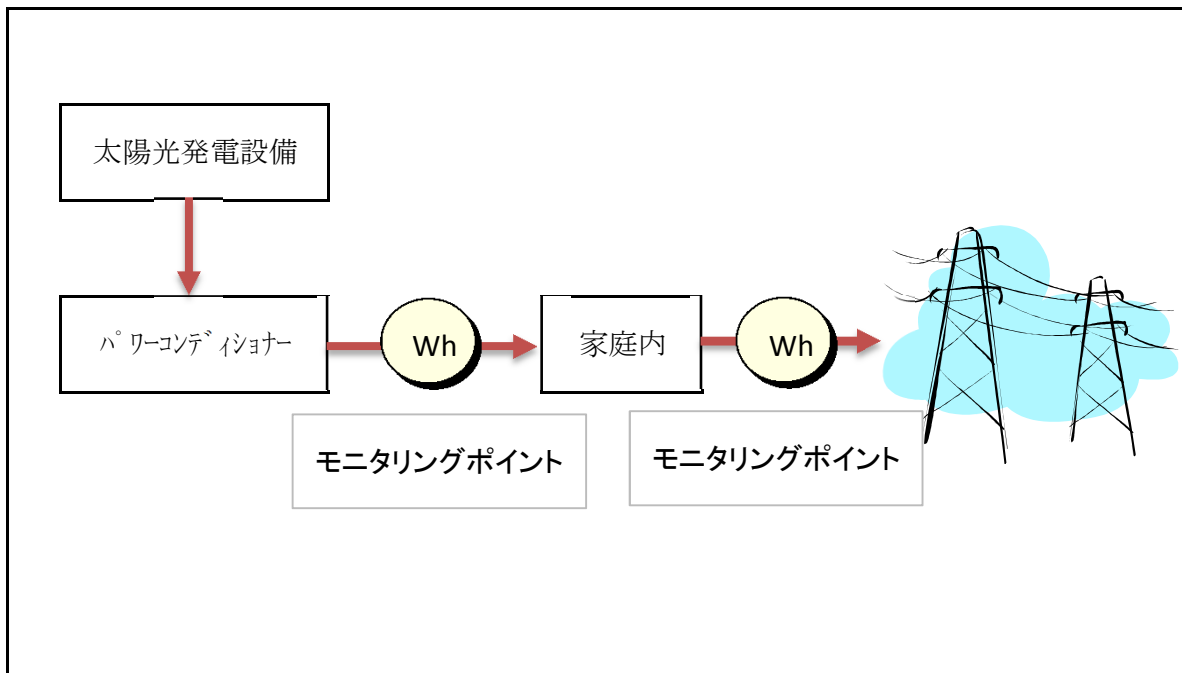 太陽光発電設備
ﾊﾟﾜｰｺﾝﾃﾞｨｼｮﾅｰ
Wh
家庭内
Wh
モニタリングポイント
モニタリングポイント